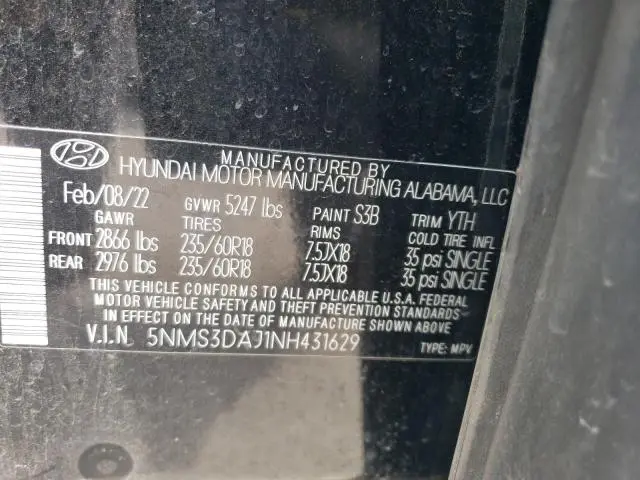 MANUFACTURED BY
HYUNDAI MOTOR MANUFACTURING ALABAMA, LLC
Feb/08/22 GVWR 5247 lbs PAINT S3B TRIM YTH
GAWR TIRES RIMS COLD TIRE INFL
FRONT 2866 lbs 235/60R18 7.5JX18 35 psi SINGLE
REAR 2976 lbs 235/60R18 7.5JX18 35 psi SINGLE
THIS VEHICLE CONFORMS TO ALL APPLICABLE U.S.A. FEDERAL
MOTOR VEHICLE SAFETY AND THEFT PREVENTION STANDARDS
IN EFFECT ON THE DATE OF MANUFACTURE SHOWN ABOVE.
V.I.N. 5NMS3DAJ1NH431629 TYPE: MPV